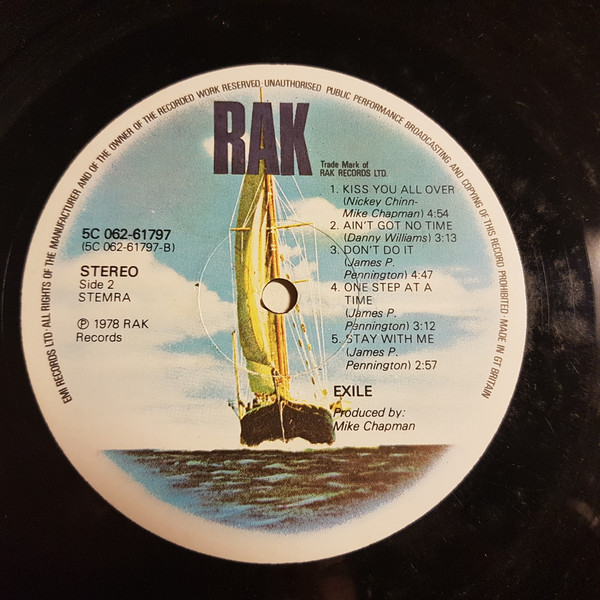 EMI RECORDS LTD· ALL RIGHTS OF THE MANUFACTURER AND OF THE OWNER OF THE RECORDED WORK RESERVED· UNAUTHORISED PUBLIC PERFORMANCE BROADCASTING AND COPYING OF THIS RECORD PROHIBITED· MADE IN GT BRITAIN
RAK
Trade Mark of
RAK RECORDS LTD.
5C 062-61797
(5C 062-61797-B)
STEREO
Side 2
STEMRA
℗ 1978 RAK
Records
1. KISS YOU ALL OVER
(Nickey Chinn-
Mike Chapman) 4:54
2. AIN'T GOT NO TIME
(Danny Williams) 3:13
3. DON'T DO IT
(James P.
Pennington) 4:47
4. ONE STEP AT A
TIME
(James P.
Pennington) 3:12
5. STAY WITH ME
(James P.
Pennington) 2:57
EXILE
Produced by:
Mike Chapman